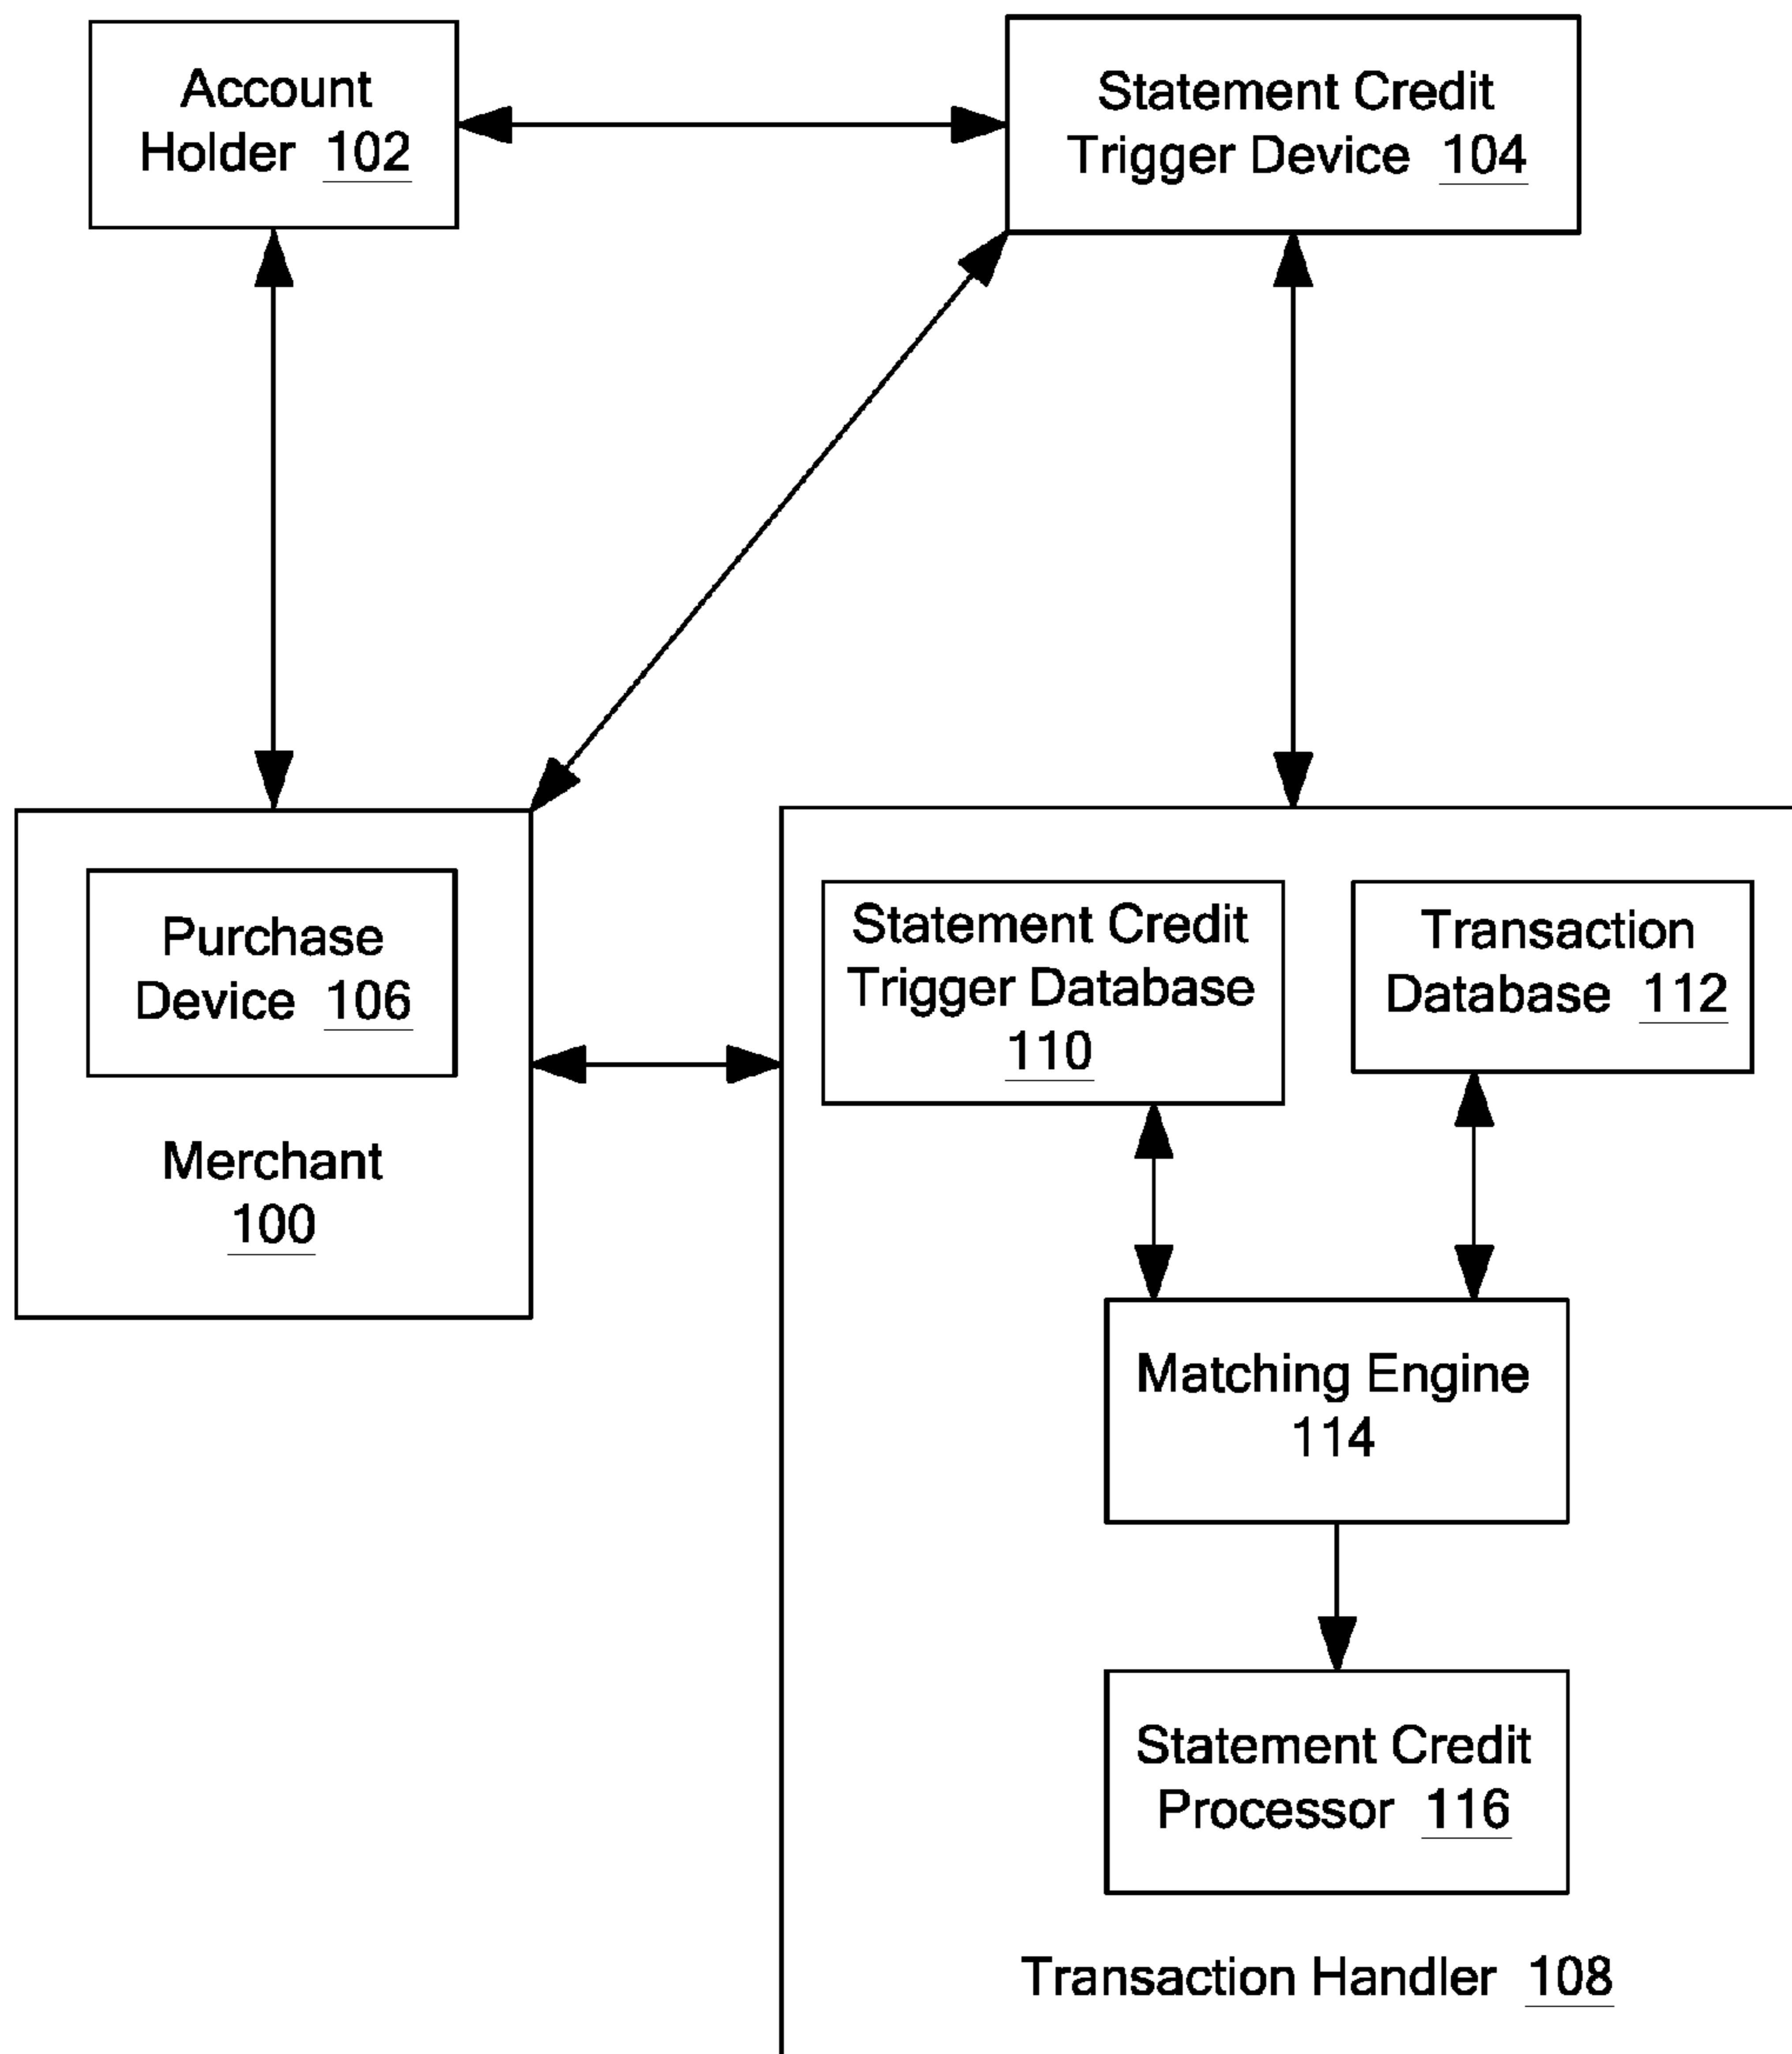 Account
Holder 102
Statement Credit
Trigger Device 104
Purchase
Device 106
Merchant
100
Statement Credit
Trigger Database
110
Transaction
Database 112
Matching Engine
114
Statement Credit
Processor 116
Transaction Handler 108